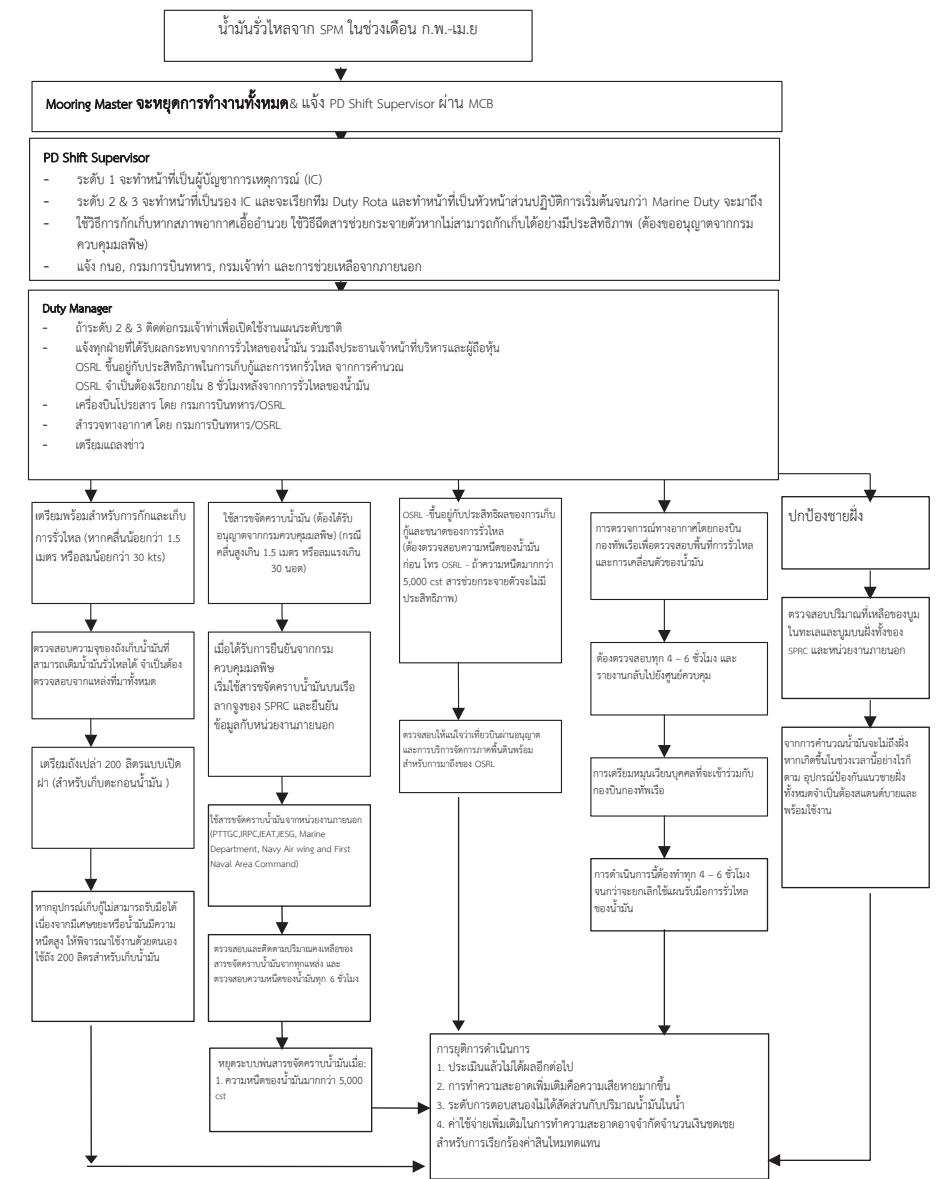 น้ำมันรั่วไหลจาก SPM ในช่วงเดือน ก.พ.-เม.ย
Mooring Master จะหยุดการทำงานทั้งหมด& แจ้ง PD Shift Supervisor ผ่าน MCB
PD Shift Supervisor
- ระดับ 1 จะทำหน้าที่เป็นผู้บัญชาการเหตุการณ์ (IC)
- ระดับ 2 & 3 จะทำหน้าที่เป็นรอง IC และจะเรียกทีม Duty Rota และทำหน้าที่เป็นหัวหน้าส่วนปฏิบัติการเริ่มต้นจนกว่า Marine Duty จะมาถึง
- ใช้วิธีการกักเก็บหากสภาพอากาศเอื้ออำนวย ใช้วิธีฉีดสารช่วยกระจายตัวหากไม่สามารถกักเก็บได้อย่างมีประสิทธิภาพ (ต้องขออนุญาตจากกรม
ควบคุมมลพิษ)
- แจ้ง กนอ, กรมการบินทหาร, กรมเจ้าท่า และการช่วยเหลือจากภายนอก
Duty Manager
- ถ้าระดับ 2 & 3 ติดต่อกรมเจ้าท่าเพื่อเปิดใช้งานแผนระดับชาติ
- แจ้งทุกฝ่ายที่ได้รับผลกระทบจากการรั่วไหลของน้ำมัน รวมถึงประธานเจ้าหน้าที่บริหารและผู้ถือหุ้น
OSRL ขึ้นอยู่กับประสิทธิภาพในการเก็บกู้และการหกรั่วไหล จากการคำนวณ
OSRL จำเป็นต้องเรียกภายใน 8 ชั่วโมงหลังจากการรั่วไหลของน้ำมัน
- เครื่องบินโปรยสาร โดย กรมการบินทหาร/OSRL
- สำรวจทางอากาศ โดย กรมการบินทหาร/OSRL
- เตรียมแถลงข่าว
เตรียมพร้อมสำหรับการกักและเก็บ
การรั่วไหล (หากคลื่นน้อยกว่า 1.5
เมตร หรือลมน้อยกว่า 30 kts)
ตรวจสอบความจุของถังเก็บน้ำมันที่
สามารถเติมน้ำมันรั่วไหลได้ จำเป็นต้อง
ตรวจสอบจากแหล่งที่มาทั้งหมด
เตรียมถังเปล่า 200 ลิตรแบบเปิด
ฝา (สำหรับเก็บตะกอนน้ำมัน )
หากอุปกรณ์เก็บกู้ไม่สามารถรับมือได้
เนื่องจากมีเศษขยะหรือน้ำมันมีความ
หนืดสูง ให้พิจารณาใช้งานด้วยตนเอง
ใช้ถัง 200 ลิตรสำหรับเก็บน้ำมัน
ใช้สารขจัดคราบน้ำมัน (ต้องได้รับ
อนุญาตจากกรมควบคุมมลพิษ) (กรณี
คลื่นสูงเกิน 1.5 เมตร หรือลมแรงเกิน
30 นอต)
เมื่อได้รับการยืนยันจากกรม
ควบคุมมลพิษ
เริ่มใช้สารขจัดคราบน้ำมันบนเรือ
ลากจูงของ SPRC และยืนยัน
ข้อมูลกับหน่วยงานภายนอก
ใช้สารขจัดคราบน้ำมันจากหน่วยงานภายนอก
(PTTGC,IRPC,IEAT,IESG, Marine
Department, Navy Air wing and First
Naval Area Command)
ตรวจสอบและติดตามปริมาณคงเหลือของ
สารขจัดคราบน้ำมันจากทุกแหล่ง และ
ตรวจสอบความหนืดของน้ำมันทุก 6 ชั่วโมง
หยุดระบบพ่นสารขจัดคราบน้ำมันเมื่อ:
1. ความหนืดของน้ำมันมากกว่า 5,000
cst
OSRL -ขึ้นอยู่กับประสิทธิผลของการเก็บ
กู้และขนาดของการรั่วไหล
(ต้องตรวจสอบความหนืดของน้ำมัน
ก่อน โทร OSRL - ถ้าความหนืดมากกว่า
5,000 cst สารช่วยกระจายตัวจะไม่มี
ประสิทธิภาพ)
ตรวจสอบให้แน่ใจว่าเที่ยวบินผ่านอนุญาต
และการบริการจัดการภาคพื้นดินพร้อม
สำหรับการมาถึงของ OSRL
การตรวจการณ์ทางอากาศโดยกองบิน
กองทัพเรือเพื่อตรวจสอบพื้นที่การรั่วไหล
และการเคลื่อนตัวของน้ำมัน
ต้องตรวจสอบทุก 4 – 6 ชั่วโมง และ
รายงานกลับไปยังศูนย์ควบคุม
การเตรียมหมุนเวียนบุคคลที่จะเข้าร่วมกับ
กองบินกองทัพเรือ
การดำเนินการนี้ต้องทำทุก 4 – 6 ชั่วโมง
จนกว่าจะยกเลิกใช้แผนรับมือการรั่วไหล
ของน้ำมัน
ปกป้องชายฝั่ง
ตรวจสอบปริมาณที่เหลือของบูม
ในทะเลและบูมบนฝั่งทั้งของ
SPRC และหน่วยงานภายนอก
จากการคำนวณน้ำมันจะไม่ถึงฝั่ง
หากเกิดขึ้นในช่วงเวลานี้อย่างไรก็
ตาม อุปกรณ์ป้องกันแนวชายฝั่ง
ทั้งหมดจำเป็นต้องสแตนด์บายและ
พร้อมใช้งาน
การยุติการดำเนินการ
1. ประเมินแล้วไม่ได้ผลอีกต่อไป
2. การทำความสะอาดเพิ่มเติมคือความเสียหายมากขึ้น
3. ระดับการตอบสนองไม่ได้สัดส่วนกับปริมาณน้ำมันในน้ำ
4. ค่าใช้จ่ายเพิ่มเติมในการทำความสะอาดอาจจำกัดจำนวนเงินชดเชย
สำหรับการเรียกร้องค่าสินไหมทดแทน